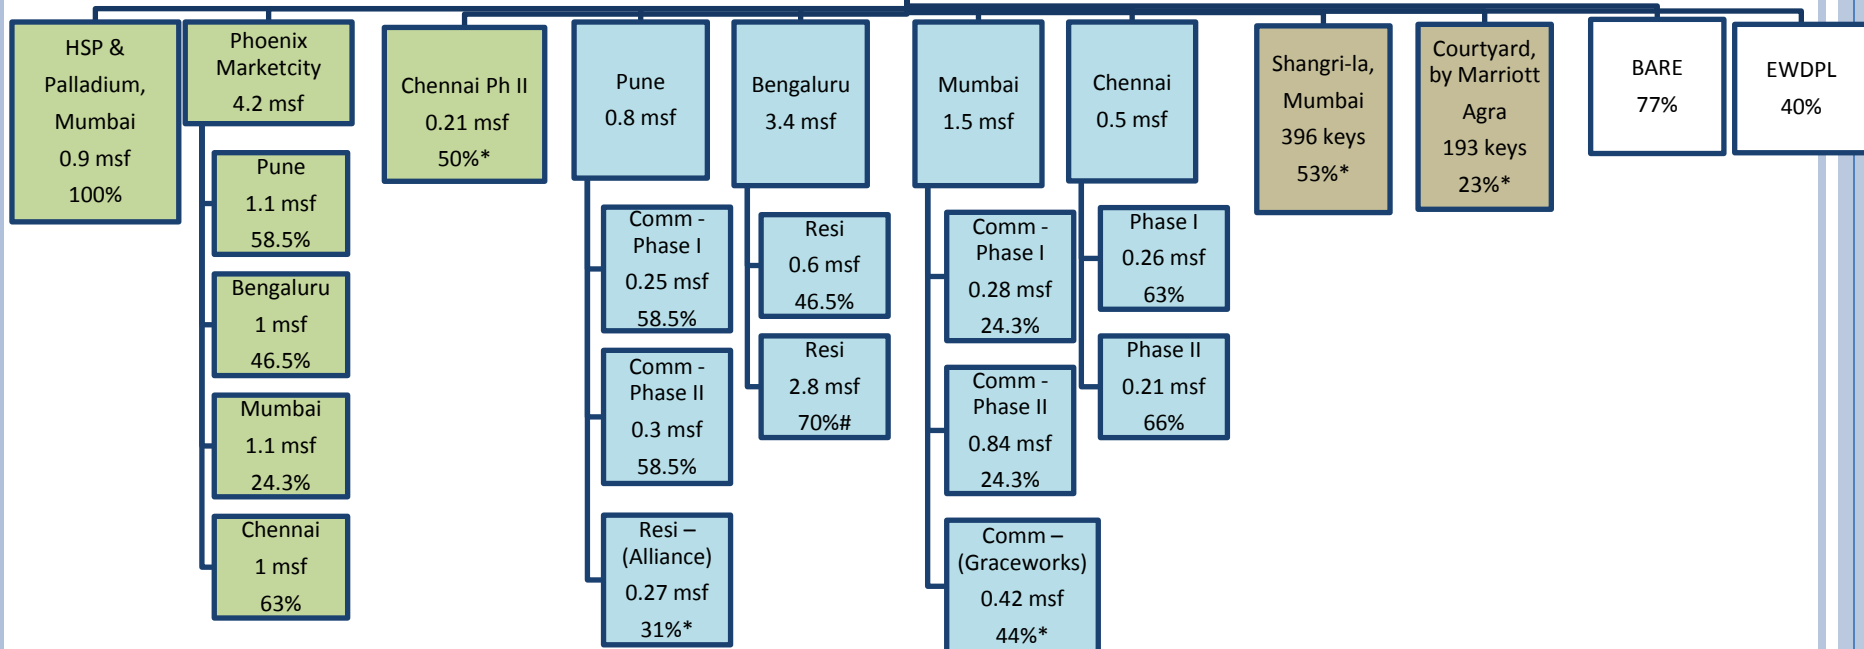 HSP &
Palladium,
Mumbai
0.9 msf
100%
Phoenix
Marketcity
4.2 msf
Pune
1.1 msf
58.5%
Bengaluru
1 msf
46.5%
Mumbai
1.1 msf
24.3%
Chennai
1 msf
63%
Chennai Ph II
0.21 msf
50%*
Pune
0.8 msf
Comm -
Phase I
0.25 msf
58.5%
Comm -
Phase II
0.3 msf
58.5%
Resi –
(Alliance)
0.27 msf
31%*
Bengaluru
3.4 msf
Resi
0.6 msf
46.5%
Resi
2.8 msf
70%#
Mumbai
1.5 msf
Comm -
Phase I
0.28 msf
24.3%
Comm -
Phase II
0.84 msf
24.3%
Comm –
(Graceworks)
0.42 msf
44%*
Chennai
0.5 msf
Phase I
0.26 msf
63%
Phase II
0.21 msf
66%
Shangri-la,
Mumbai
396 keys
53%*
Courtyard,
by Marriott
Agra
193 keys
23%*
BARE
77%
EWDPL
40%